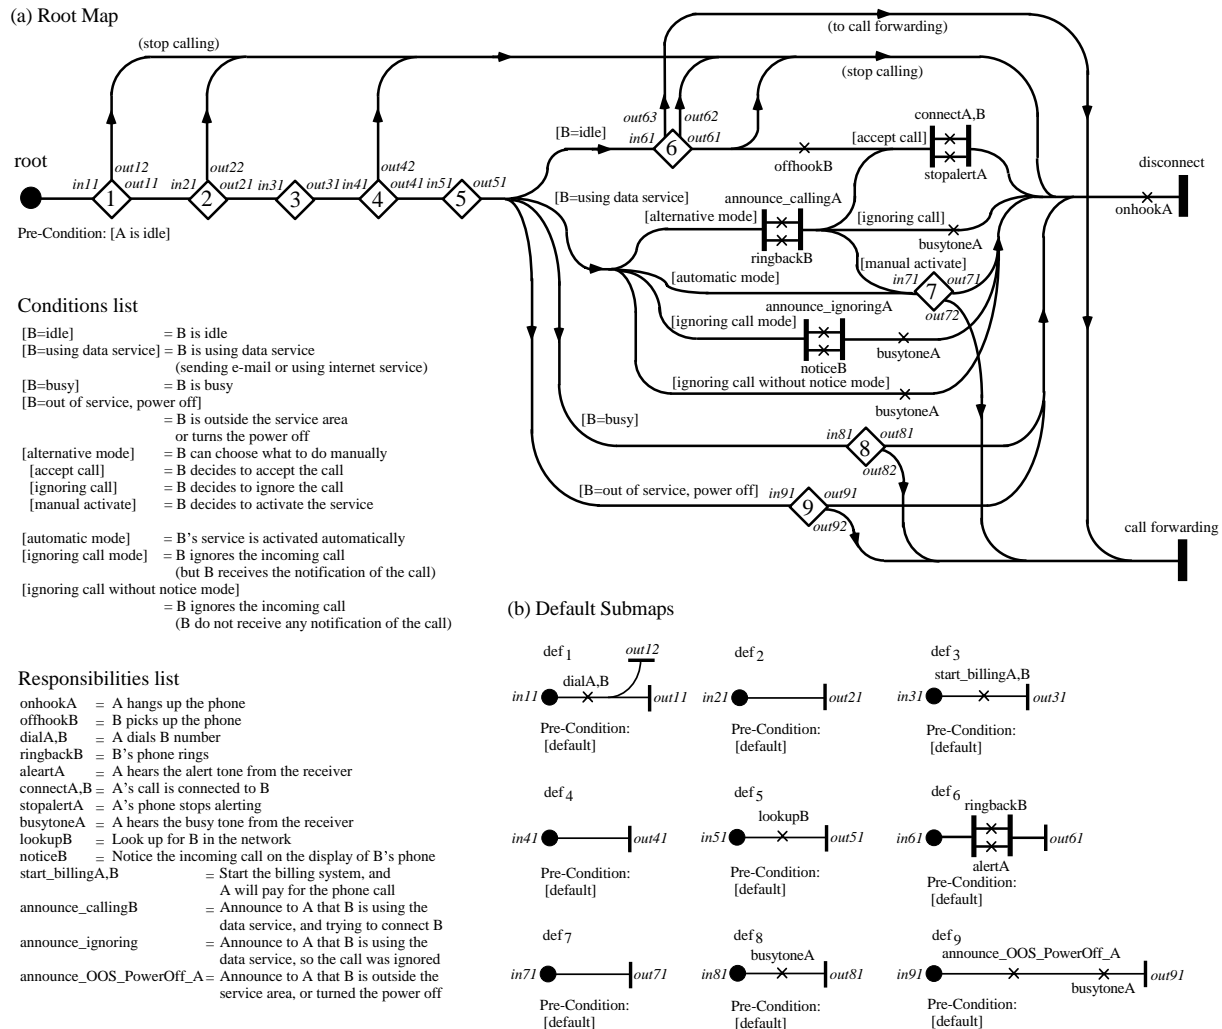 (a) Root Map
(to call forwarding)
(stop calling)
(stop calling)
out63
out62
connectA,B
[B=idle]
in61
6
out61
[accept call]
offhookB
stopalertA
root
out12
out22
out42
disconnect
in11
1
out11
in21
2
out21
in31
3
out31
in41
4
out41
in51
5
out51
[B=using data service]
announce_callingA
onhookA
Pre-Condition: [A is idle]
[alternative mode]
[ignoring call]
ringbackB
busytoneA
[manual activate]
[automatic mode]
in71
7
out71
out72
announce_ignoringA
[ignoring call mode]
noticeB
busytoneA
[ignoring call without notice mode]
busytoneA
[B=busy]
in81
8
out81
out82
[B=out of service, power off]
in91
9
out91
out92
call forwarding
Conditions list
[B=idle] = B is idle
[B=using data service] = B is using data service
(sending e-mail or using internet service)
[B=busy] = B is busy
[B=out of service, power off]
= B is outside the service area
or turns the power off
[alternative mode] = B can choose what to do manually
[accept call] = B decides to accept the call
[ignoring call] = B decides to ignore the call
[manual activate] = B decides to activate the service
[automatic mode] = B's service is activated automatically
[ignoring call mode] = B ignores the incoming call
(but B receives the notification of the call)
[ignoring call without notice mode]
= B ignores the incoming call
(B do not receive any notification of the call)
Responsibilities list
onhookA = A hangs up the phone
offhookB = B picks up the phone
dialA,B = A dials B number
ringbackB = B's phone rings
aleartA = A hears the alert tone from the receiver
connectA,B = A's call is connected to B
stopalertA = A's phone stops alerting
busytoneA = A hears the busy tone from the receiver
lookupB = Look up for B in the network
noticeB = Notice the incoming call on the display of B's phone
start_billingA,B = Start the billing system, and
A will pay for the phone call
announce_callingB = Announce to A that B is using the
data service, and trying to connect B
announce_ignoring = Announce to A that B is using the
data service, so the call was ignored
announce_OOS_PowerOff_A = Announce to A that B is outside the
service area, or turned the power off
(b) Default Submaps
def1
out12
dialA,B
in11
out11
Pre-Condition:
[default]
def2
in21
out21
Pre-Condition:
[default]
def3
start_billingA,B
in31
out31
Pre-Condition:
[default]
def4
in41
out41
Pre-Condition:
[default]
def5
lookupB
in51
out51
Pre-Condition:
[default]
def6
ringbackB
in61
out61
alertA
Pre-Condition:
[default]
def7
in71
out71
Pre-Condition:
[default]
def8
busytoneA
in81
out81
Pre-Condition:
[default]
def9
announce_OOS_PowerOff_A
in91
out91
busytoneA
Pre-Condition:
[default]